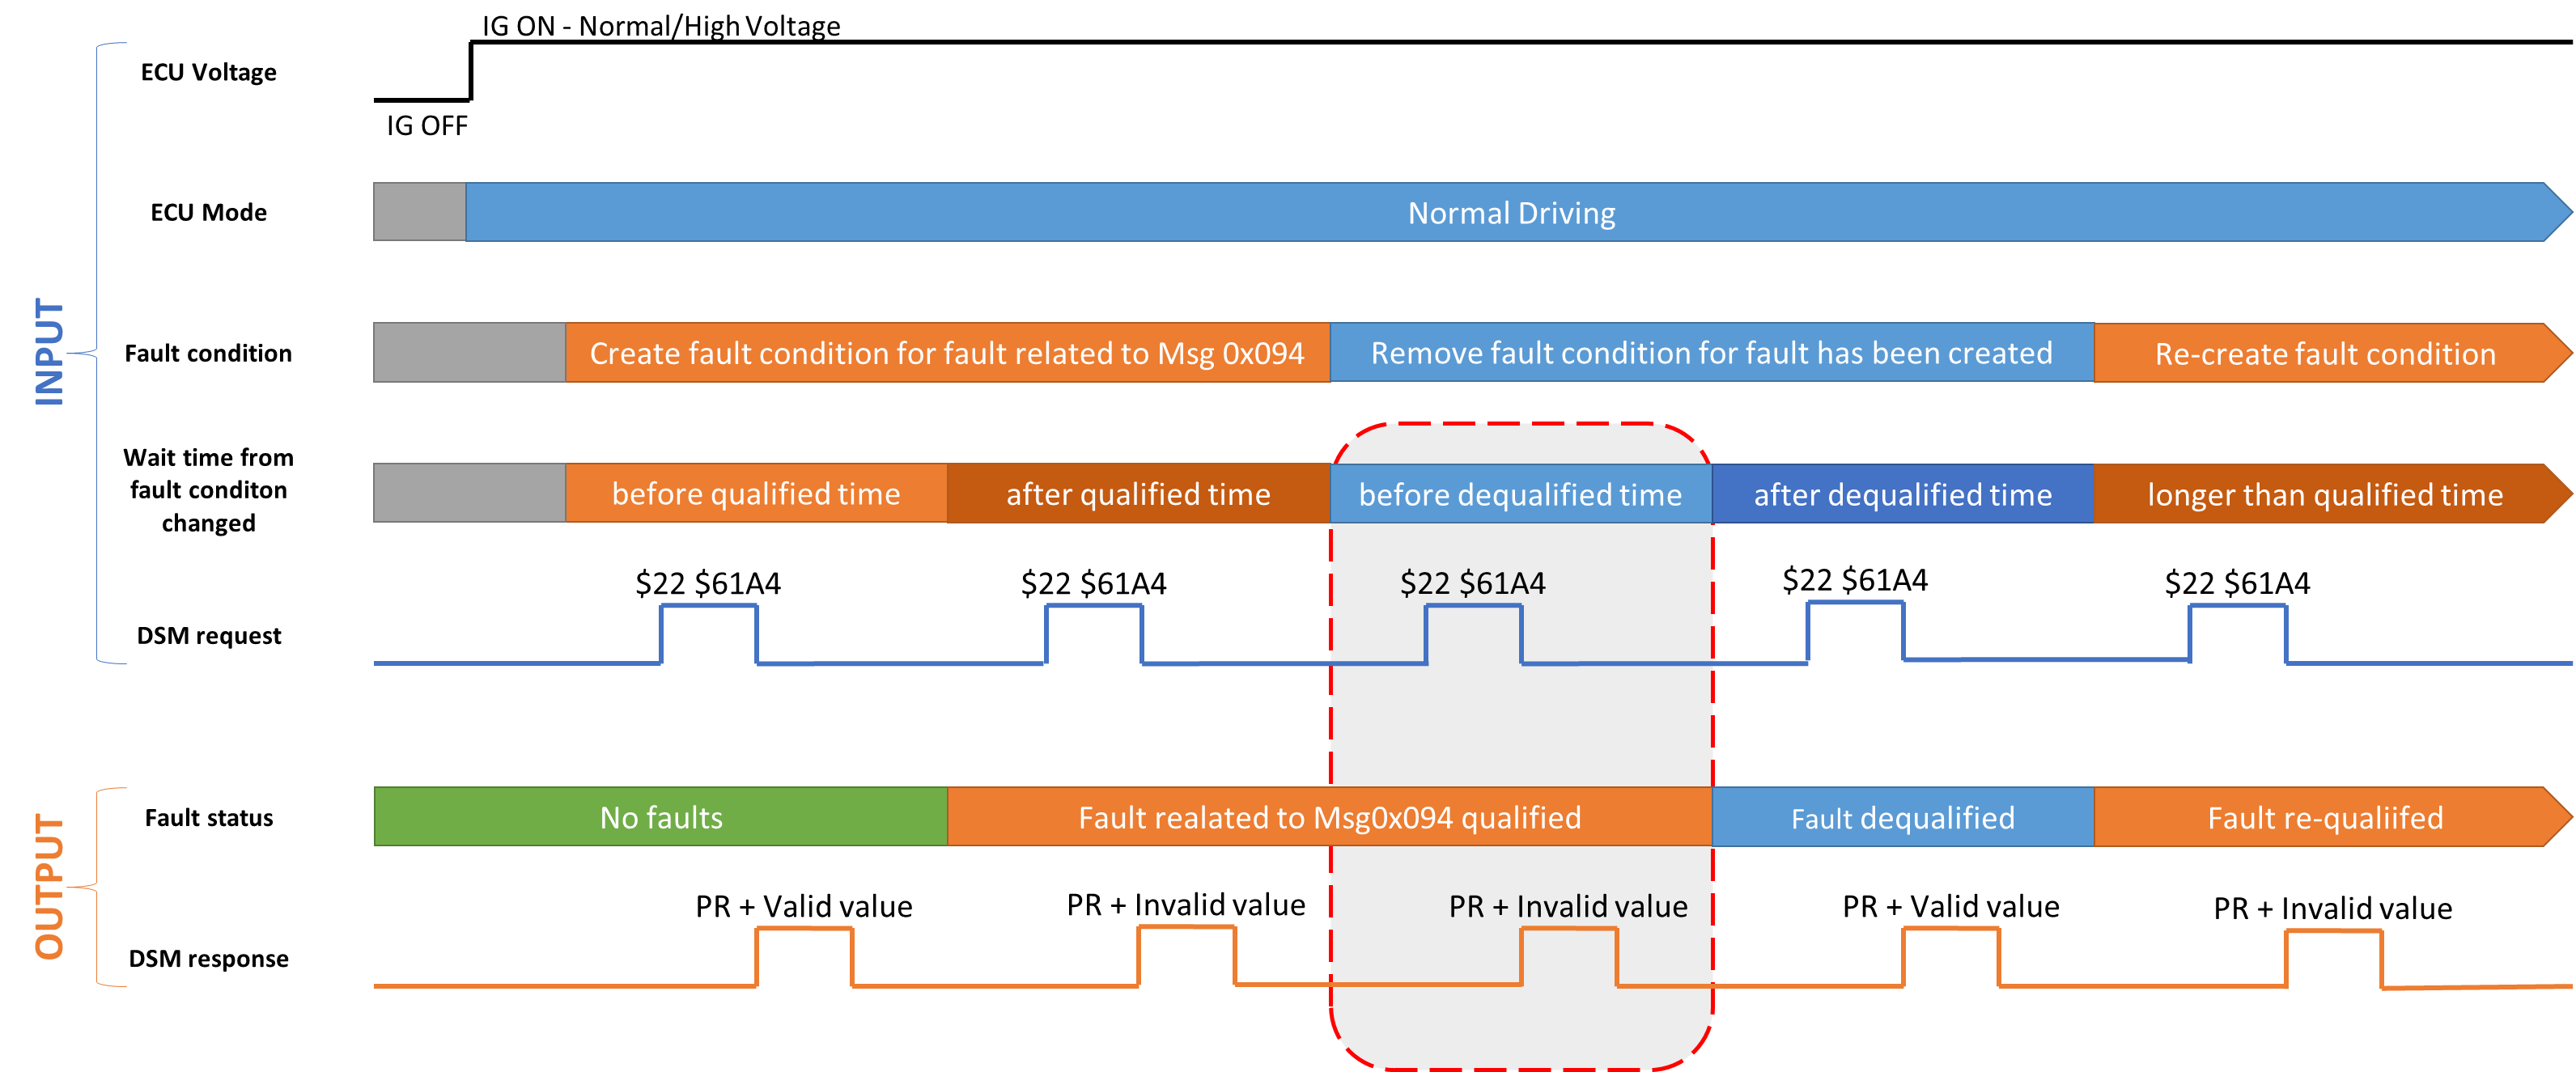 IG ON - Normal/High Voltage
ECU Voltage
IG OFF
ECU Mode
Normal Driving
INPUT
Fault condition
Create fault condition for fault related to Msg 0x094
Remove fault condition for fault has been created
Re-create fault condition
Wait time from
fault conditon
changed
before qualified time
after qualified time
before dequalified time
after dequalified time
longer than qualified time
$22 $61A4
$22 $61A4
$22 $61A4
$22 $61A4
$22 $61A4
DSM request
OUTPUT
Fault status
No faults
Fault realated to Msg0x094 qualified
Fault dequalified
Fault re-qualiifed
PR + Valid value
PR + Invalid value
PR + Invalid value
PR + Valid value
PR + Invalid value
DSM response